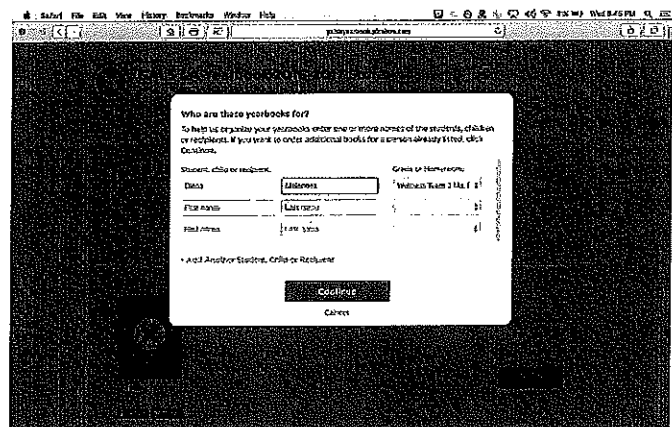 Safari File Edit View History Bookmarks Window Help
Who are these yearbooks for?
To help us organize your yearbooks enter one or more names of the students, children
or recipients. If you want to order additional books for a person already listed, click
Continue.
Student, child or recipient Grade or Homeroom
First name Last name
First name Last name
+ Add Another Student, Child or Recipient
Continue
Cancel